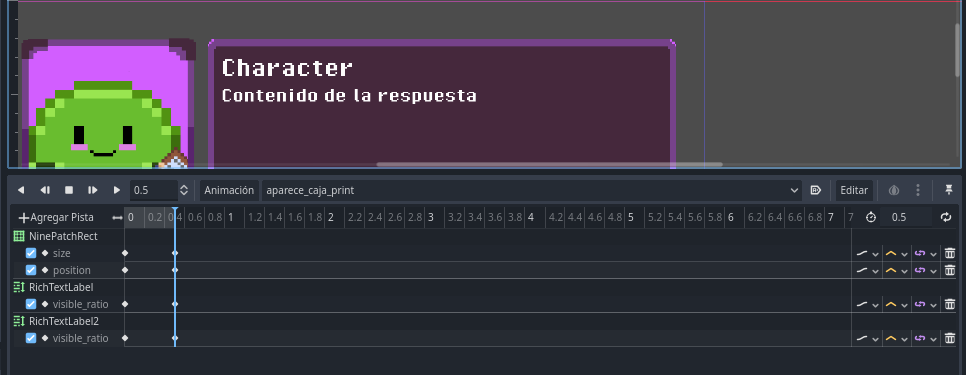 Character
Contenido de la respuesta
0.5 Animación aparece_caja_print Editar
Agregar Pista 0 0.2 0.4 0.6 0.8 1 1.2 1.4 1.6 1.8 2 2.2 2.4 2.6 2.8 3 3.2 3.4 3.6 3.8 4 4.2 4.4 4.6 4.8 5 5.2 5.4 5.6 5.8 6 6.2 6.4 6.6 6.8 7 7 0.5
NinePatchRect
size
position
RichTextLabel
visible_ratio
RichTextLabel2
visible_ratio